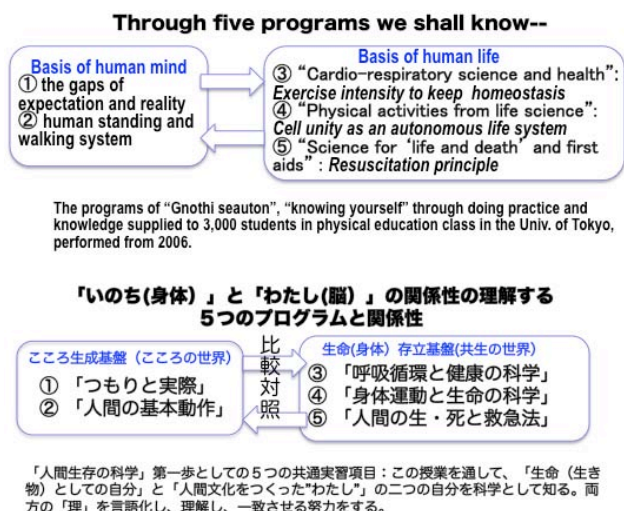 Through five programs we shall know--
Basis of human mind
① the gaps of
expectation and reality
② human standing and
walking system
Basis of human life
③ “Cardio-respiratory science and health”:
Exercise intensity to keep homeostasis
④ “Physical activities from life science”:
Cell unity as an autonomous life system
⑤ “Science for ‘life and death’ and first
aids” : Resuscitation principle
The programs of “Gnothi seauton”, “knowing yourself” through doing practice and
knowledge supplied to 3,000 students in physical education class in the Univ. of Tokyo,
performed from 2006.
「いのち(身体）」と「わたし(脳）」の関係性の理解する
５つのプログラムと関係性
こころ生成基盤（こころの世界）
① 「つもりと実際」
② 「人間の基本動作」
比
較
対
照
生命(身体）存立基盤(共生の世界）
③ 「呼吸循環と健康の科学」
④ 「身体運動と生命の科学」
⑤ 「人間の生・死と救急法」
「人間生存の科学」第一歩としての５つの共通実習項目：この授業を通して、「生命（生き
物）としての自分」と「人間文化をつくった”わたし”」の二つの自分を科学として知る。両
方の「理」を言語化し、理解し、一致させる努力をする。